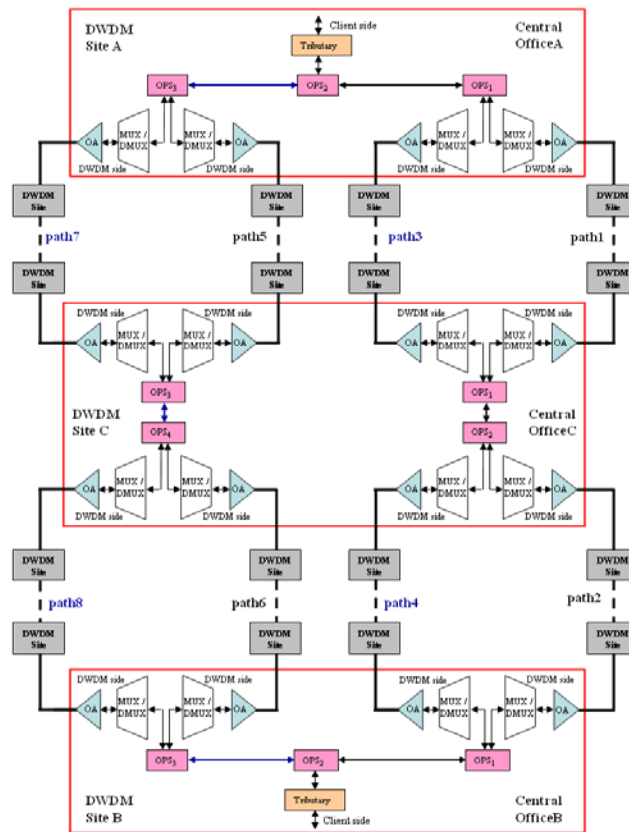 DWDM
Site A
Client side
Central
OfficeA
Tributary
OPS3
OPS2
OPS1
OA
MUX /
DMUX
MUX /
DMUX
OA
OA
MUX /
DMUX
MUX /
DMUX
OA
DWDM side
DWDM side
DWDM side
DWDM side
DWDM
Site
DWDM
Site
DWDM
Site
DWDM
Site
path7
path5
path3
path1
DWDM
Site
DWDM
Site
DWDM
Site
DWDM
Site
DWDM side
DWDM side
DWDM side
DWDM side
OA
MUX /
DMUX
MUX /
DMUX
OA
OA
MUX /
DMUX
MUX /
DMUX
OA
OPS3
OPS1
DWDM
Site C
Central
OfficeC
OPS4
OPS2
OA
MUX /
DMUX
MUX /
DMUX
OA
OA
MUX /
DMUX
MUX /
DMUX
OA
DWDM side
DWDM side
DWDM side
DWDM side
DWDM
Site
DWDM
Site
DWDM
Site
DWDM
Site
path8
path6
path4
path2
DWDM
Site
DWDM
Site
DWDM
Site
DWDM
Site
DWDM side
DWDM side
DWDM side
DWDM side
OA
MUX /
DMUX
MUX /
DMUX
OA
OA
MUX /
DMUX
MUX /
DMUX
OA
OPS3
OPS2
OPS1
Tributary
DWDM
Site B
Client side
Central
OfficeB